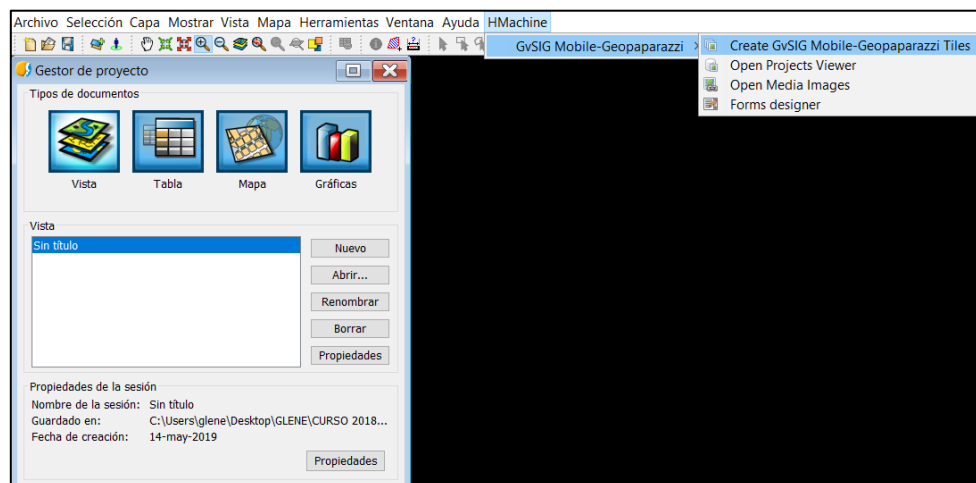 Archivo Selección Capa Mostrar Vista Mapa Herramientas Ventana Ayuda HMachine
GvSIG Mobile-Geopaparazzi
Create GvSIG Mobile-Geopaparazzi Tiles
Open Projects Viewer
Open Media Images
Forms designer
Gestor de proyecto
Tipos de documentos
Vista Tabla Mapa Gráficas
Vista
Sin título
Nuevo
Abrir...
Renombrar
Borrar
Propiedades
Propiedades de la sesión
Nombre de la sesión: Sin título
Guardado en: C:\Users\glene\Desktop\GLENE\CURSO 2018...
Fecha de creación: 14-may-2019
Propiedades